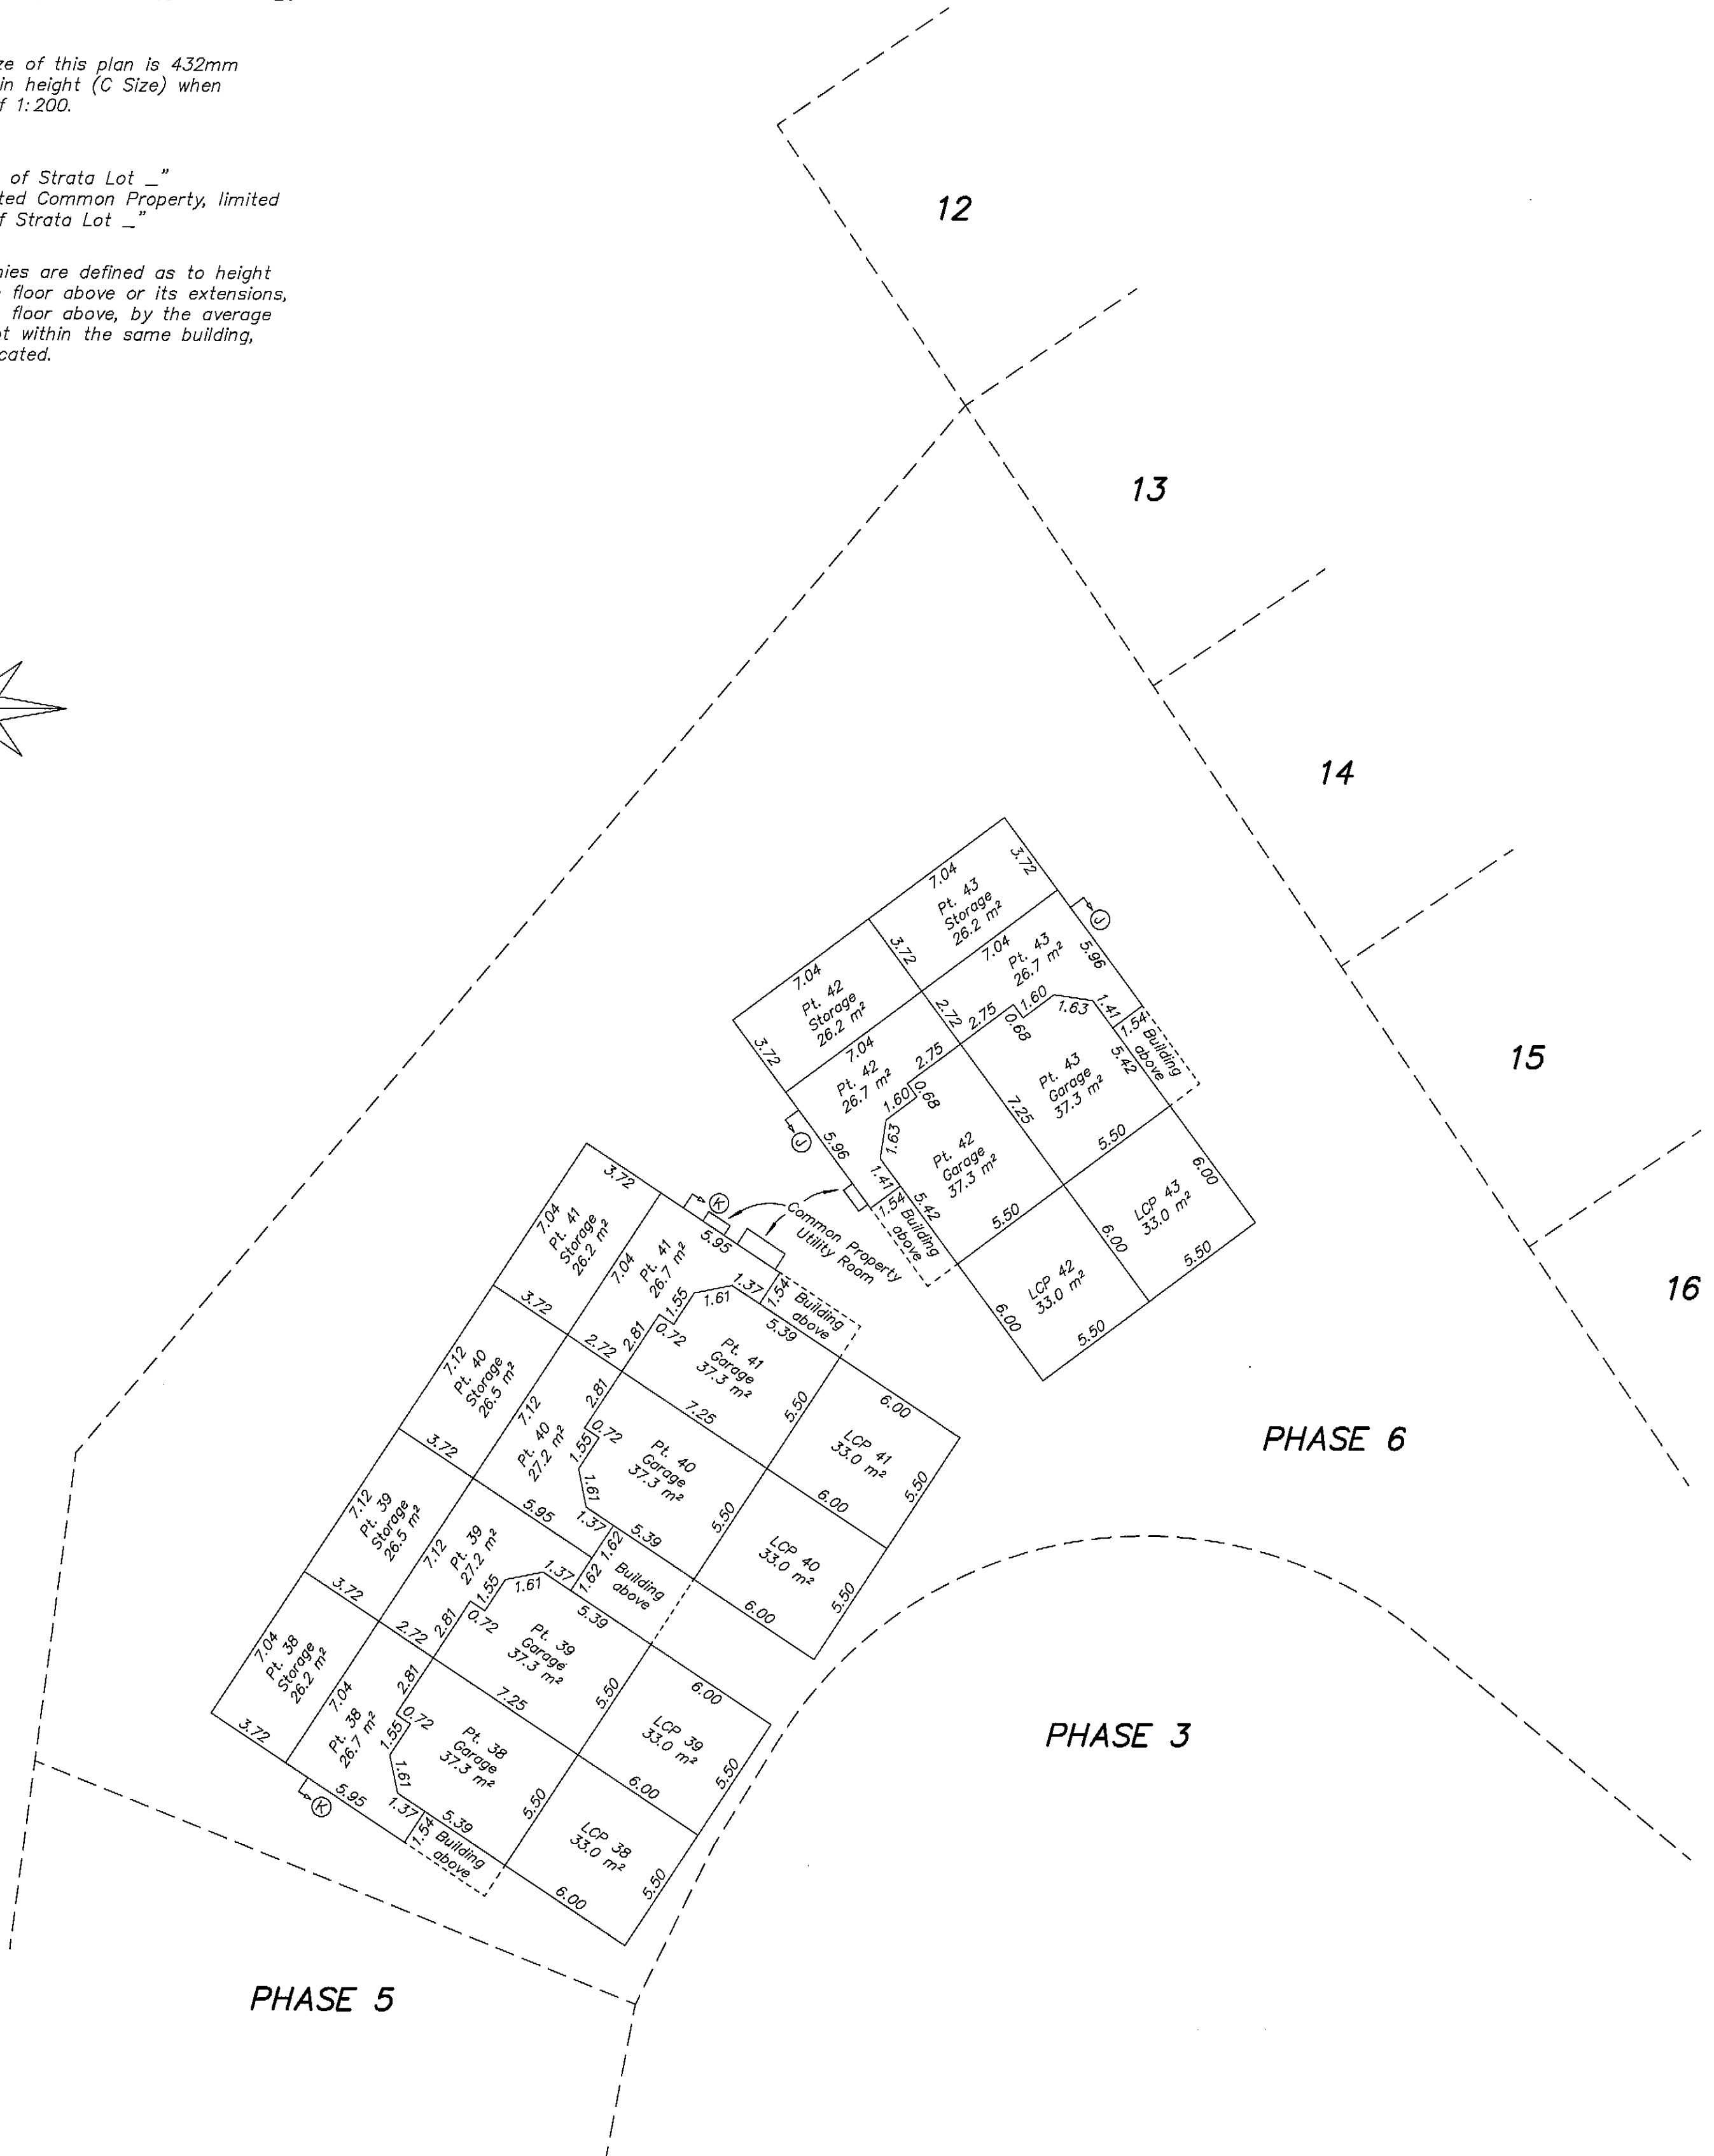 ze of this plan is 432mm
in height (C Size) when
f 1:200.
of Strata Lot _"
ted Common Property, limited
f Strata Lot _"
nies are defined as to height
floor above or its extensions,
floor above, by the average
ot within the same building,
cated.
12
13
14
15
16
7.04
3.72
Pt. 43
Storage
26.2 m²
3.72
7.04
7.04
Pt. 42
Storage
26.2 m²
3.72
7.04
Pt. 43
26.7 m²
J
5.96
2.72
2.75
1.60
0.68
1.63
1.41
1.54
Building
above
5.42
Pt. 42
26.7 m²
2.75
0.68
1.60
1.63
J
5.96
1.41
1.54
Building
above
5.42
Pt. 43
Garage
37.3 m²
7.25
5.50
Pt. 42
Garage
37.3 m²
5.50
6.00
LCP 43
33.0 m²
5.50
6.00
LCP 42
33.0 m²
5.50
6.00
Common Property
Utility Room
3.72
7.04
Pt. 41
Storage
26.2 m²
3.72
7.04
K
5.95
Pt. 41
26.7 m²
1.55
1.61
1.37
1.54
Building
above
5.39
0.72
2.81
2.72
Pt. 41
Garage
37.3 m²
5.50
7.25
6.00
LCP 41
33.0 m²
5.50
6.00
7.12
Pt. 40
Storage
26.5 m²
3.72
7.12
Pt. 40
27.2 m²
2.81
0.72
1.55
1.61
1.37
5.39
1.62
Pt. 40
Garage
37.3 m²
5.50
5.95
LCP 40
33.0 m²
5.50
6.00
7.12
Pt. 39
Storage
26.5 m²
3.72
7.12
Pt. 39
27.2 m²
1.55
1.61
1.37
1.62
Building
above
5.39
0.72
2.81
2.72
Pt. 39
Garage
37.3 m²
5.50
7.25
6.00
LCP 39
33.0 m²
5.50
6.00
7.04
Pt. 38
Storage
26.2 m²
3.72
7.04
Pt. 38
26.7 m²
2.81
0.72
1.55
1.61
K
5.95
1.37
1.54
Building
above
5.39
Pt. 38
Garage
37.3 m²
5.50
LCP 38
33.0 m²
5.50
6.00
PHASE 6
PHASE 3
PHASE 5